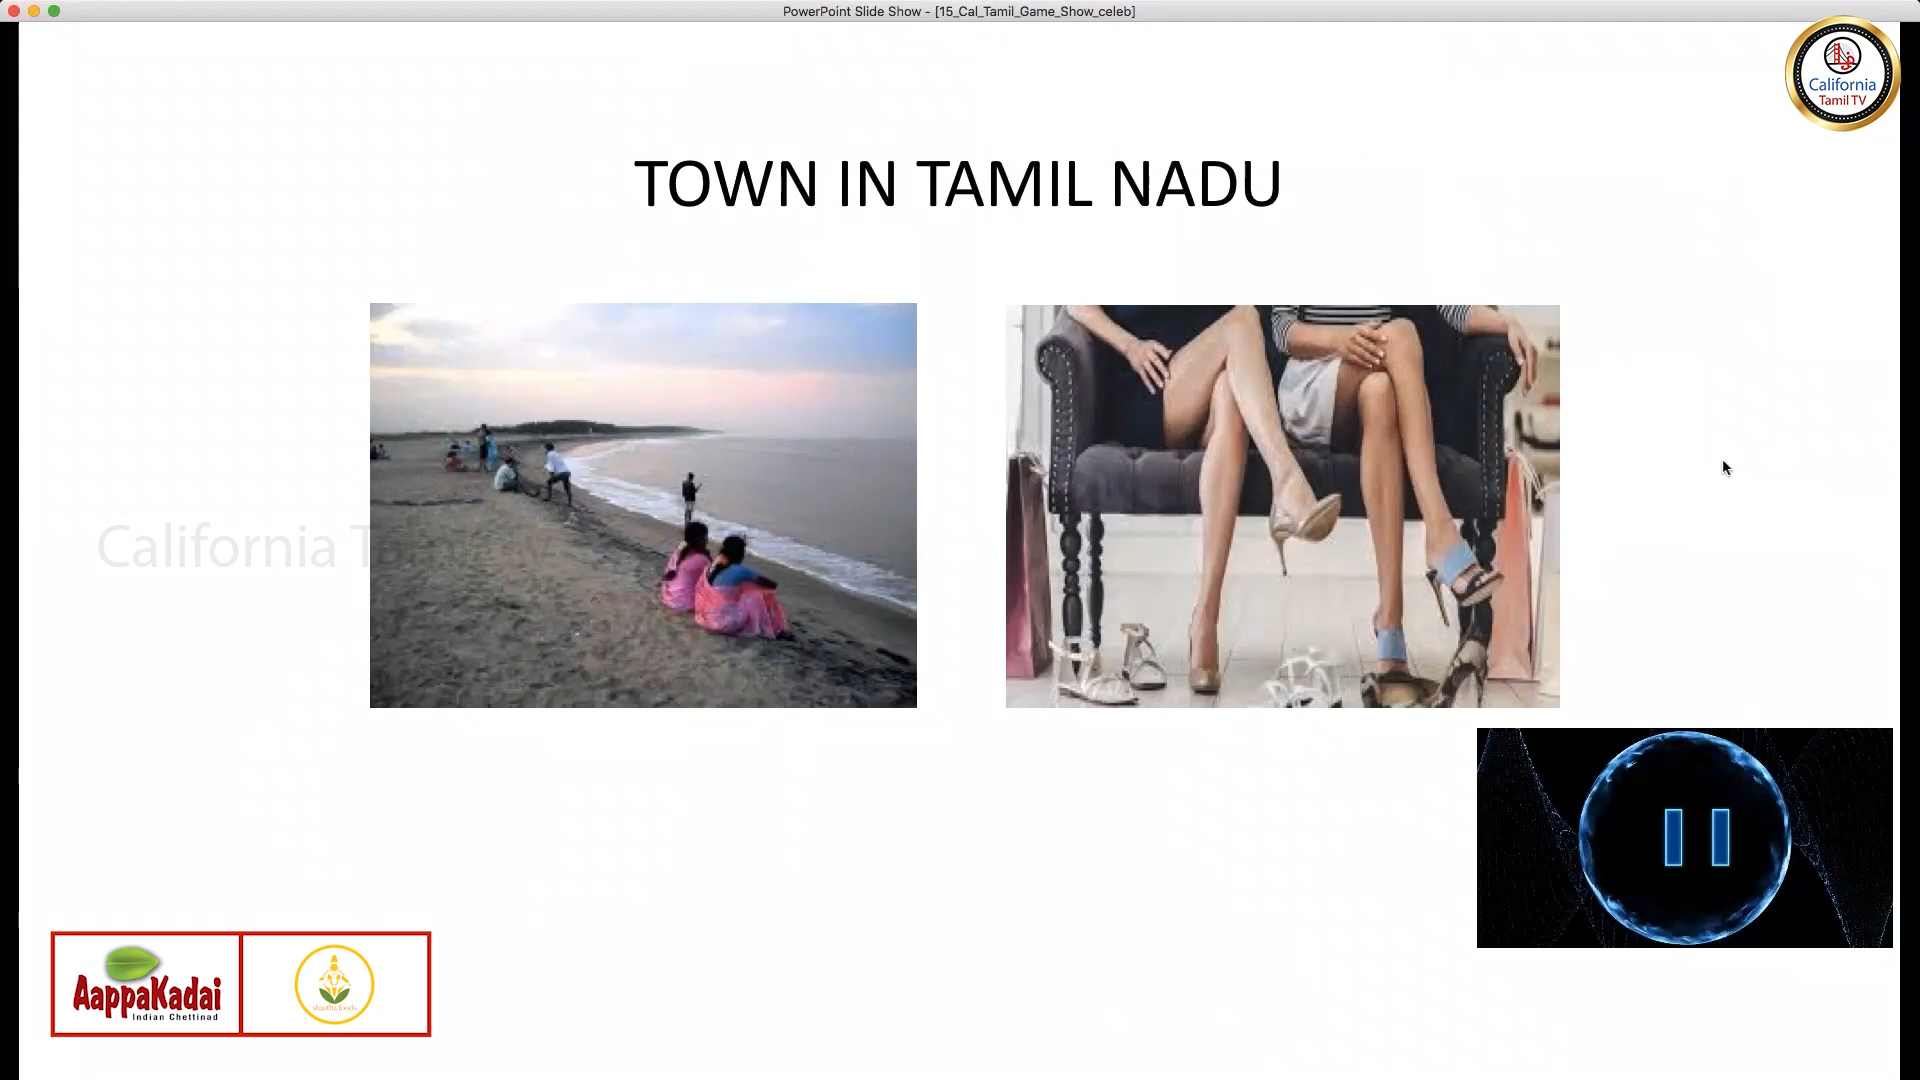 PowerPoint Slide Show - [15_Cal_Tamil_Game_Show_celeb]
California
Tamil TV
TOWN IN TAMIL NADU
California
AappaKadai
Indian Chettinad